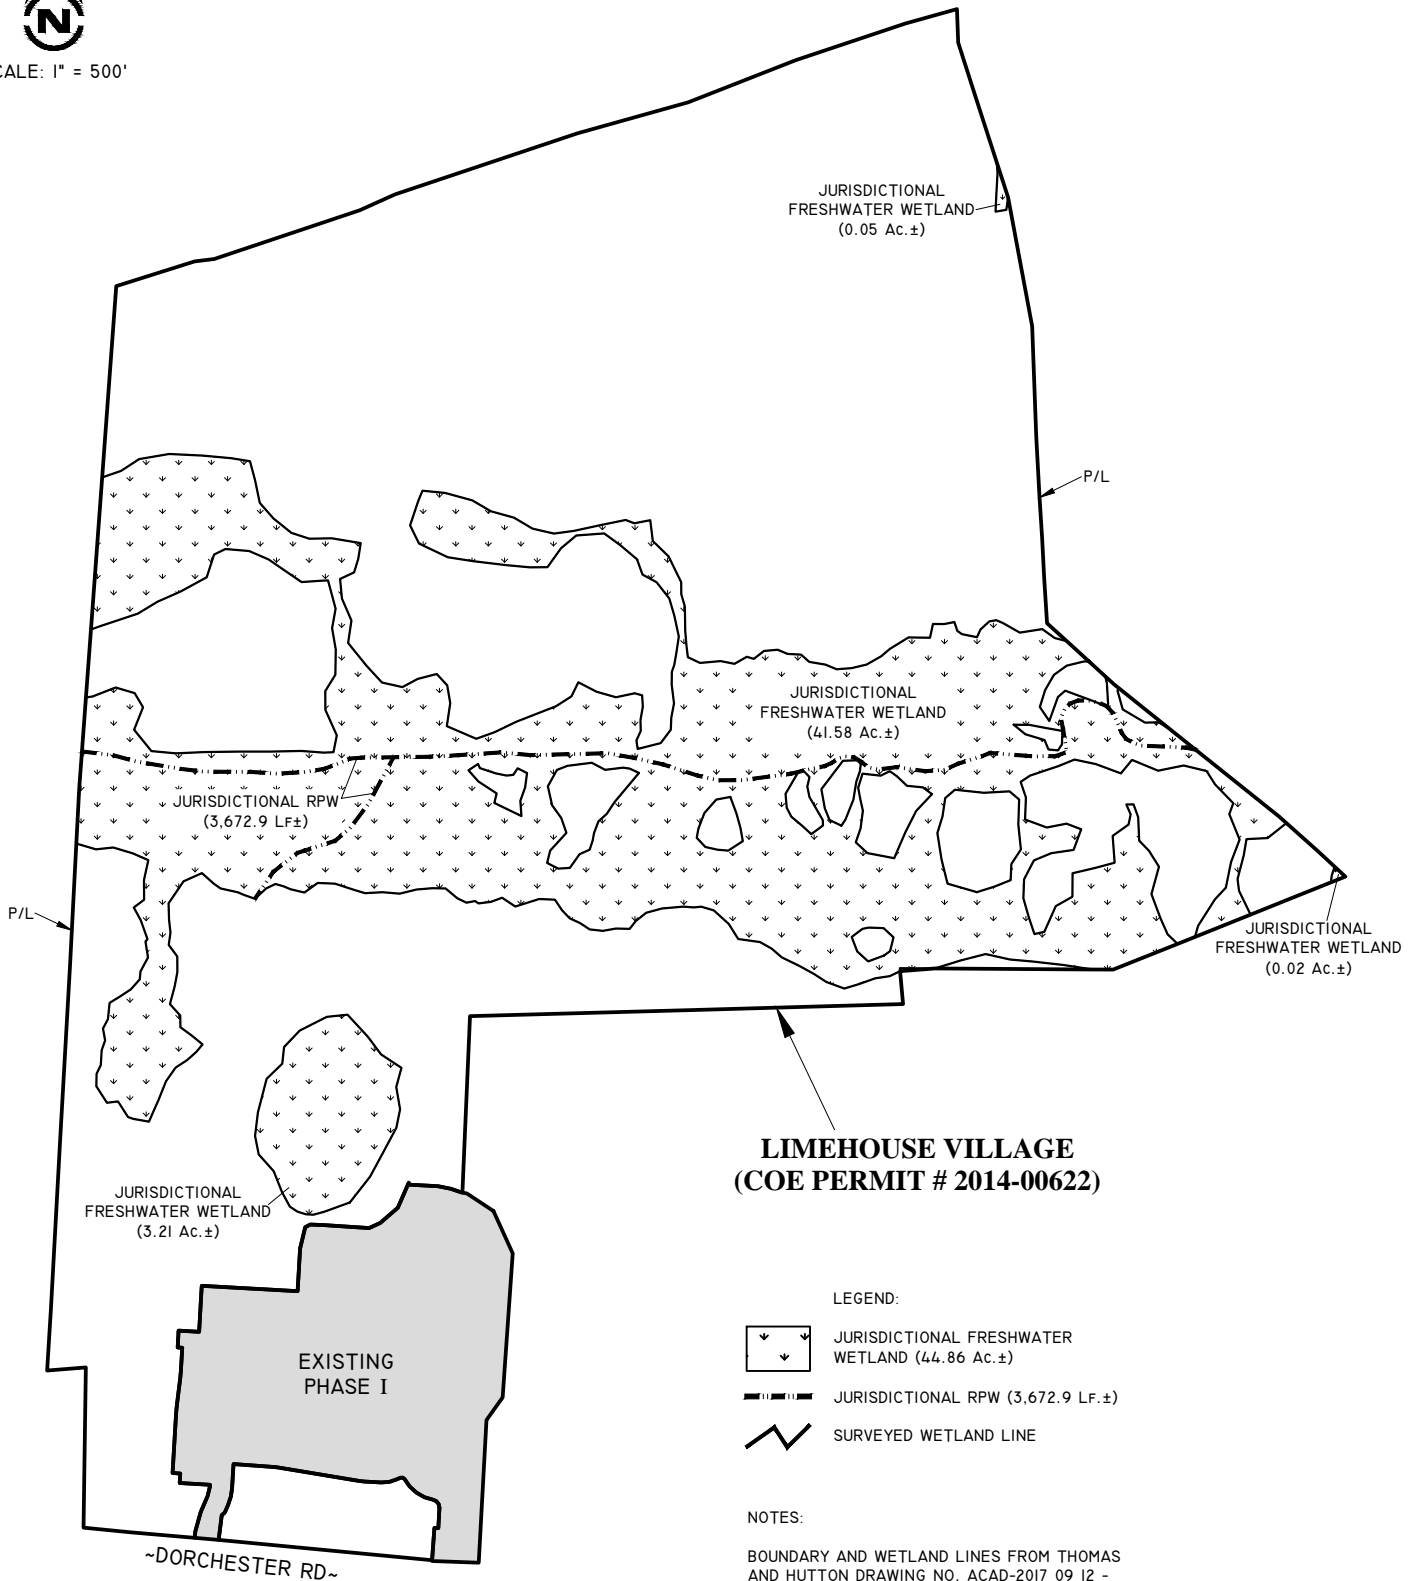 N
CALE: 1" = 500'
JURISDICTIONAL
FRESHWATER WETLAND
(0.05 Ac.±)
P/L
JURISDICTIONAL
FRESHWATER WETLAND
(41.58 Ac.±)
JURISDICTIONAL RPW
(3,672.9 LF±)
P/L
JURISDICTIONAL
FRESHWATER WETLAND
(0.02 Ac.±)
LIMEHOUSE VILLAGE
(COE PERMIT # 2014-00622)
JURISDICTIONAL
FRESHWATER WETLAND
(3.21 Ac.±)
EXISTING
PHASE I
~DORCHESTER RD~
LEGEND:
JURISDICTIONAL FRESHWATER
WETLAND (44.86 Ac.±)
JURISDICTIONAL RPW (3,672.9 LF.±)
SURVEYED WETLAND LINE
NOTES:
BOUNDARY AND WETLAND LINES FROM THOMAS
AND HUTTON DRAWING NO. ACAD-2017 09 12 -